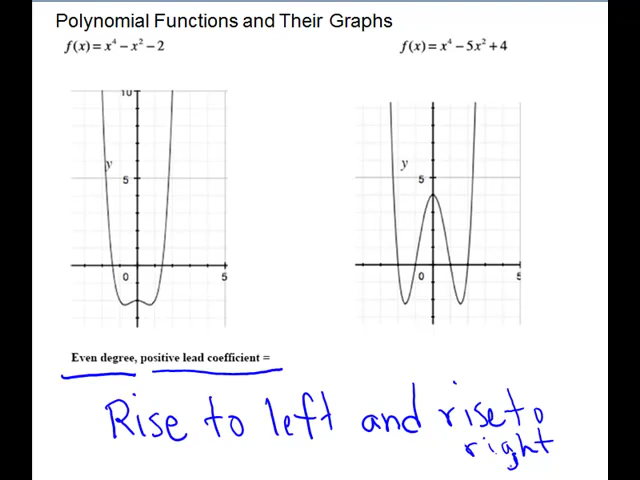 Polynomial Functions and Their Graphs
f(x) = x⁴ − x² − 2
f(x) = x⁴ − 5x² + 4
10
y
5
0
5
y
5
0
5
Even degree, positive lead coefficient =
Rise to left and rise to
right